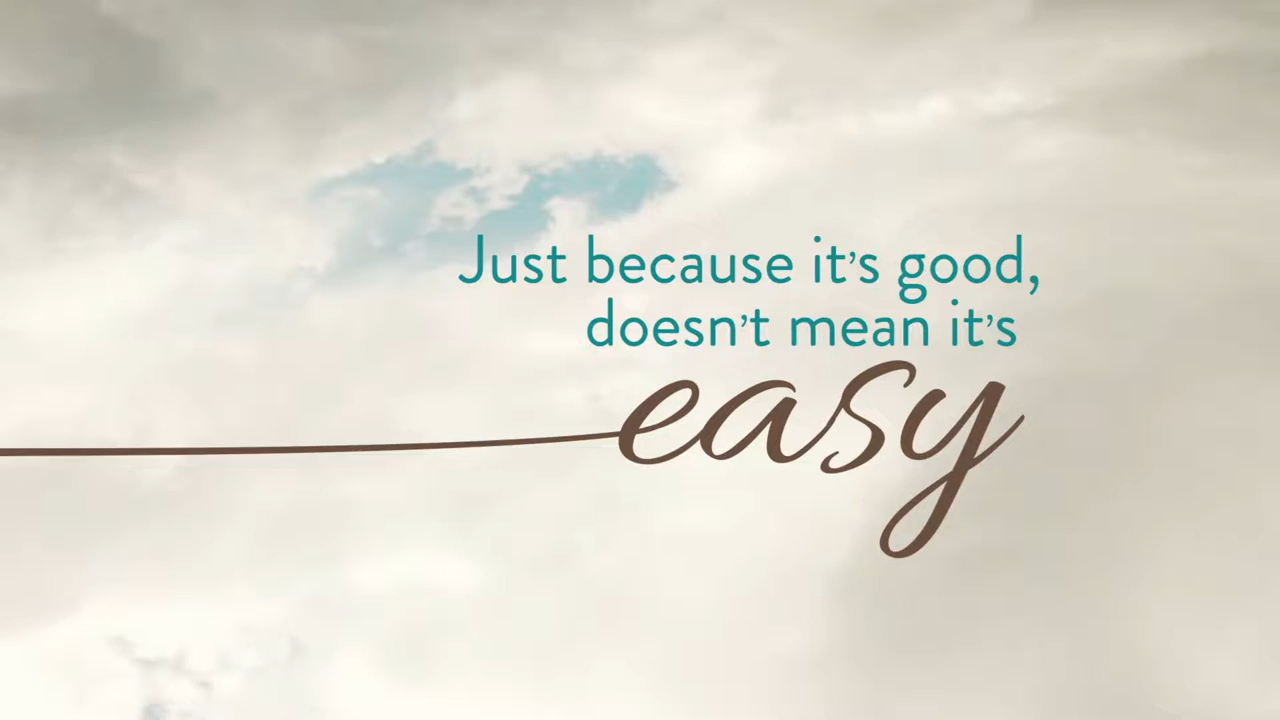 Just because it’s good,
doesn’t mean it’s
easy